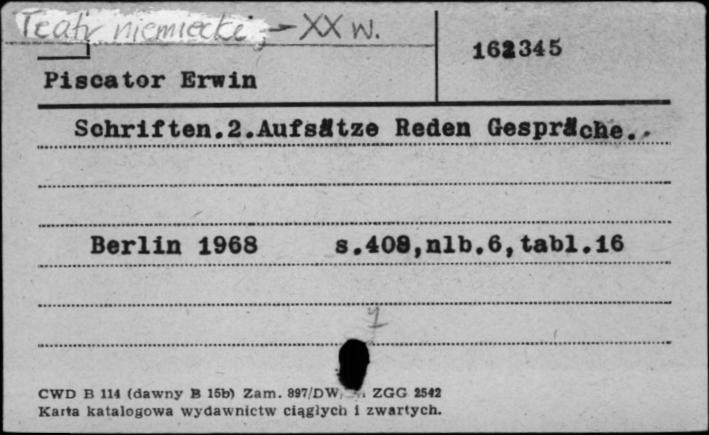 Teatr niemiecki, - XX w.
162345
Piscator Erwin
Schriften.2.Aufsätze Reden Gespräche.
Berlin 1968 s.408,nlb.6,tabl.16
CWD B 114 (dawny B 15b) Zam. 897/DW ZGG 2542
Karta katalogowa wydawnictw ciągłych i zwartych.